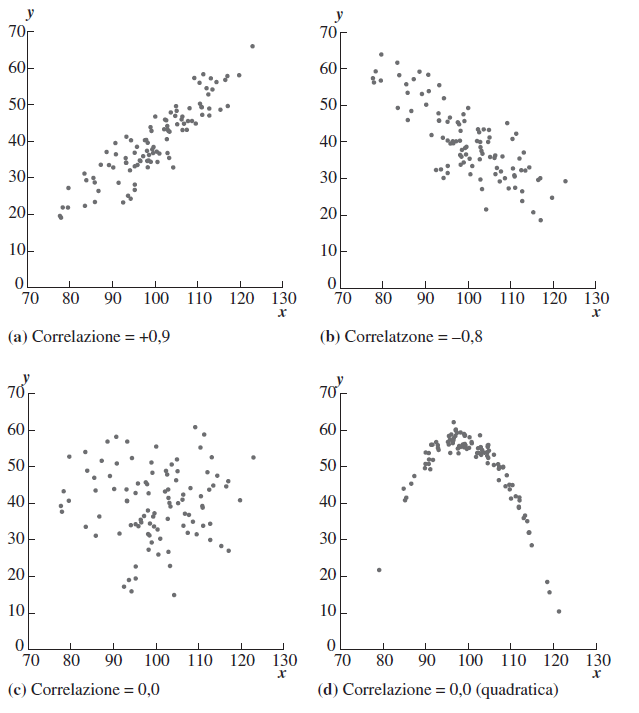 y y
70 70
60 60
50 50
40 40
30 30
20 20
10 10
0 0
70 80 90 100 110 120 130 70 80 90 100 110 120 130
x x
(a) Correlazione = +0,9 (b) Correlatzone = –0,8
y y
70 70
60 60
50 50
40 40
30 30
20 20
10 10
0 0
70 80 90 100 110 120 130 70 80 90 100 110 120 130
x x
(c) Correlazione = 0,0 (d) Correlazione = 0,0 (quadratica)